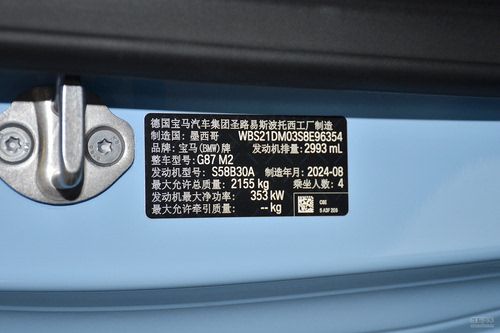 德国宝马汽车集团圣路易斯波托西工厂制造
制造国：墨西哥 WBS21DM03S8E96354
品牌：宝马(BMW)牌 发动机排量：2993 mL
整车型号：G87 M2
发动机型号：S58B30A 制造年月：2024-08
最大允许总质量：2155 kg 乘坐人数：4
发动机最大净功率：353 kW
最大允许牵引质量：-- kg